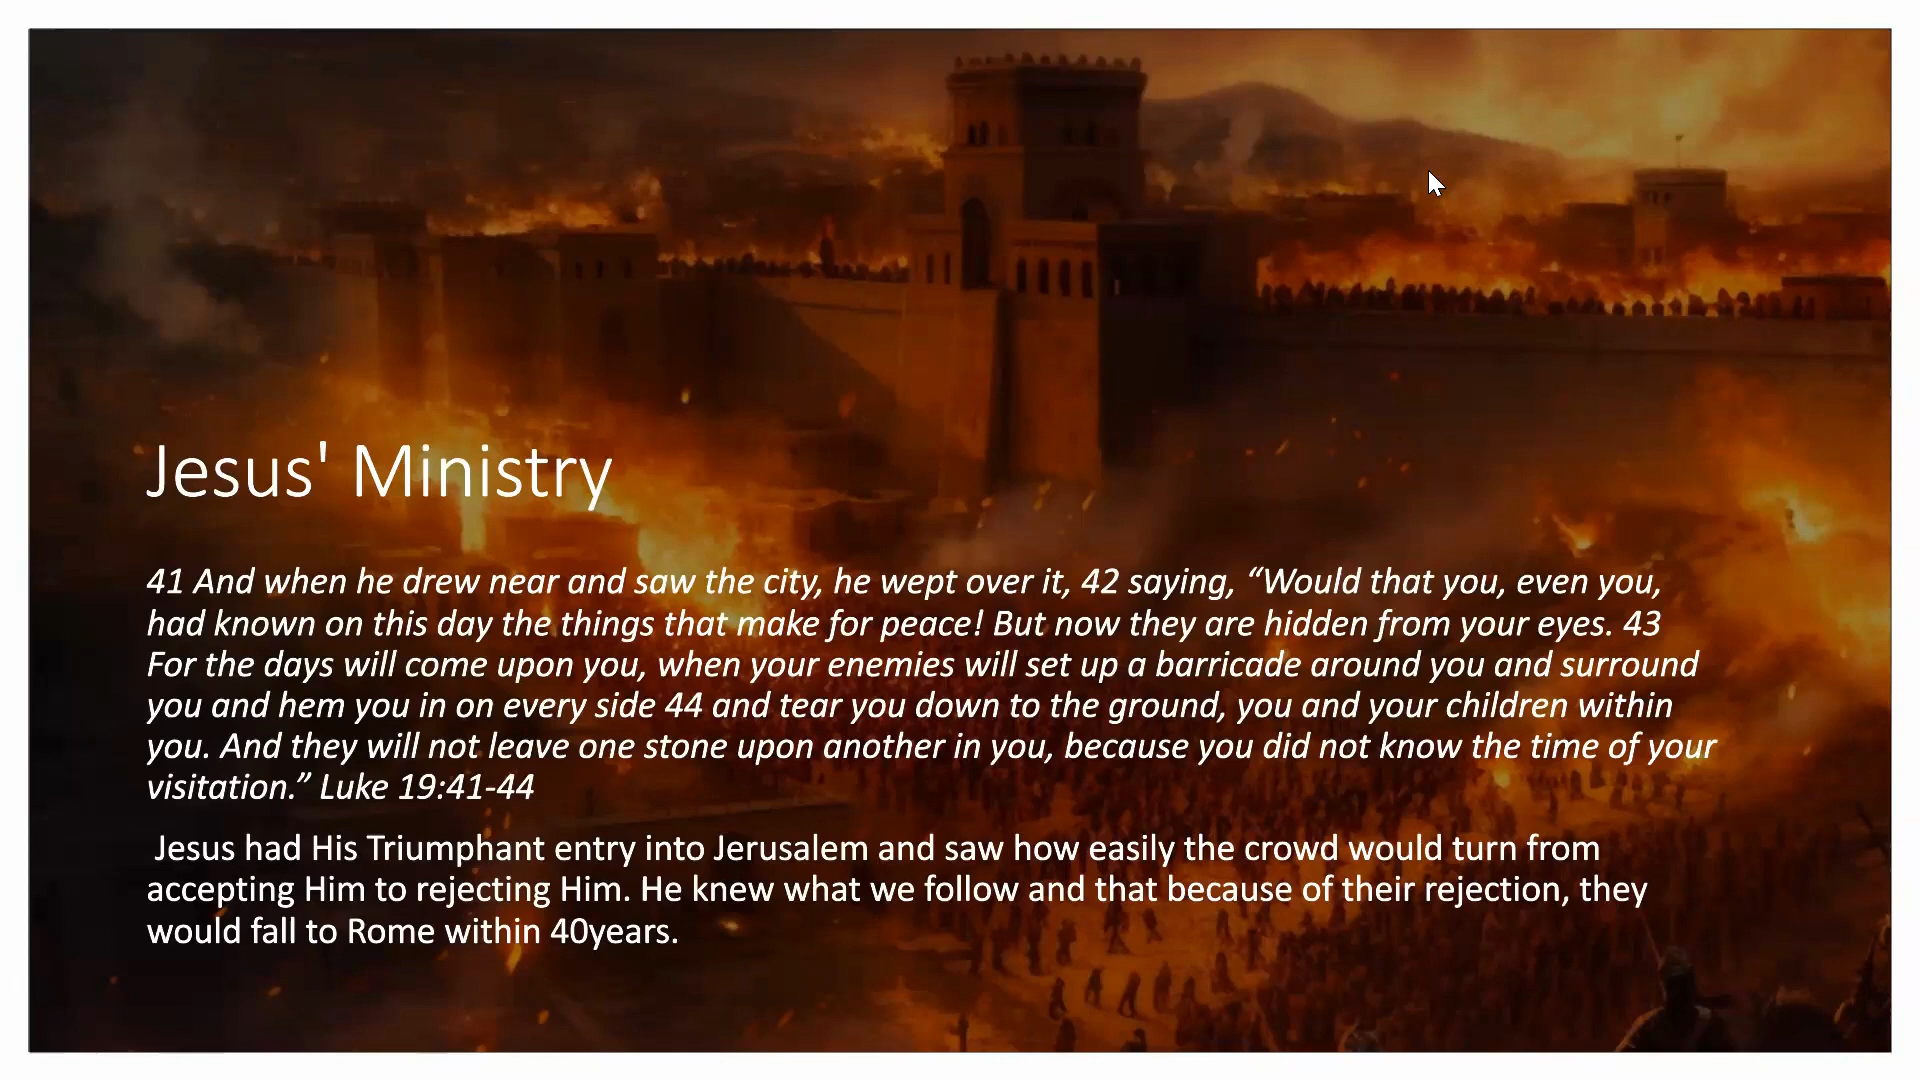 Jesus' Ministry
41 And when he drew near and saw the city, he wept over it, 42 saying, “Would that you, even you,
had known on this day the things that make for peace! But now they are hidden from your eyes. 43
For the days will come upon you, when your enemies will set up a barricade around you and surround
you and hem you in on every side 44 and tear you down to the ground, you and your children within
you. And they will not leave one stone upon another in you, because you did not know the time of your
visitation.” Luke 19:41-44
Jesus had His Triumphant entry into Jerusalem and saw how easily the crowd would turn from
accepting Him to rejecting Him. He knew what we follow and that because of their rejection, they
would fall to Rome within 40years.